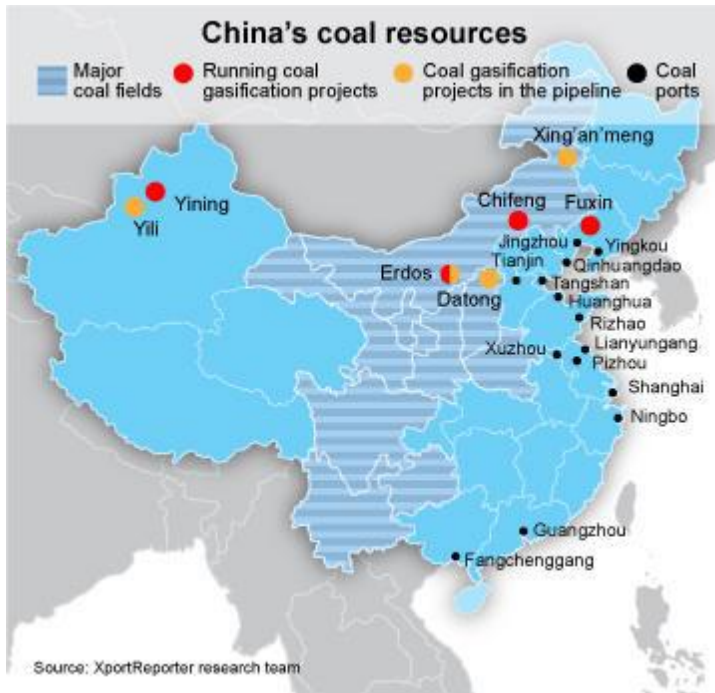 China's coal resources
Major
coal fields
Running coal
gasification projects
Coal gasification
projects in the pipeline
Coal
ports
Xing'an'meng
Yining
Yili
Chifeng
Fuxin
Jingzhou
Yingkou
Tianjin
Qinhuangdao
Erdos
Datong
Tangshan
Huanghua
Rizhao
Xuzhou
Lianyungang
Pizhou
Shanghai
Ningbo
Guangzhou
Fangchenggang
Source: XportReporter research team